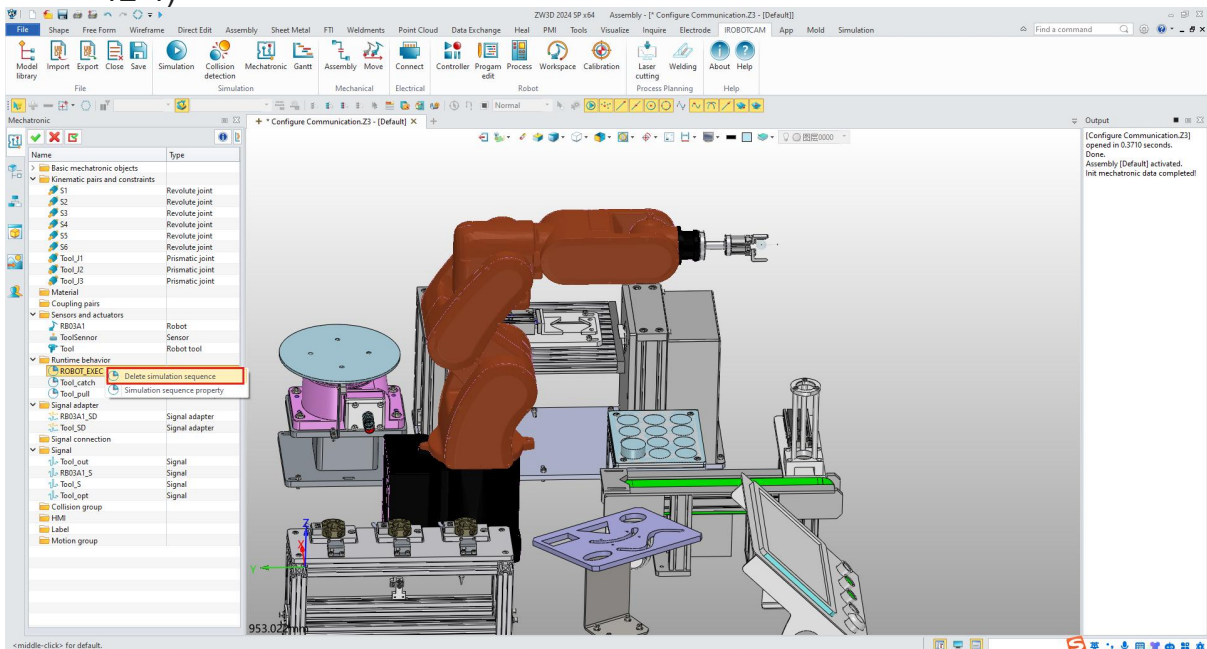 ZW3D 2024 SP x64 Assembly - [* Configure Communication.Z3 - [Default]]
File Shape Free Form Wireframe Direct Edit Assembly Sheet Metal FTI Weldments Point Cloud Data Exchange Heal PMI Tools Visualize Inquire Electrode IROBOTCAM App Mold Simulation Find a command
Model library Import Export Close Save Simulation Collision detection Mechatronic Gantt Assembly Move Connect Controller Progam edit Process Workspace Calibration Laser cutting Welding About Help
File Simulation Mechanical Electrical Robot Process Planning Help
Normal
Mechatronic
+ * Configure Communication.Z3 - [Default] × +
Output
图层0000
[Configure Communication.Z3]
opened in 0.3710 seconds.
Done.
Assembly [Default] activated.
Init mechatronic data completed!
Name Type
Basic mechatronic objects
Kinematic pairs and constraints
S1 Revolute joint
S2 Revolute joint
S3 Revolute joint
S4 Revolute joint
S5 Revolute joint
S6 Revolute joint
Tool_J1 Prismatic joint
Tool_J2 Prismatic joint
Tool_J3 Prismatic joint
Material
Coupling pairs
Sensors and actuators
RB03A1 Robot
ToolSennor Sensor
Tool Robot tool
Runtime behavior
ROBOT_EXEC
Delete simulation sequence
Tool_catch
Simulation sequence property
Tool_pull
Signal adapter
RB03A1_SD Signal adapter
Tool_SD Signal adapter
Signal connection
Signal
Tool_out Signal
RB03A1_S Signal
Tool_S Signal
Tool_opt Signal
Collision group
HMI
Label
Motion group
Z
X
Y
953.022mm
<middle-click> for default.
英